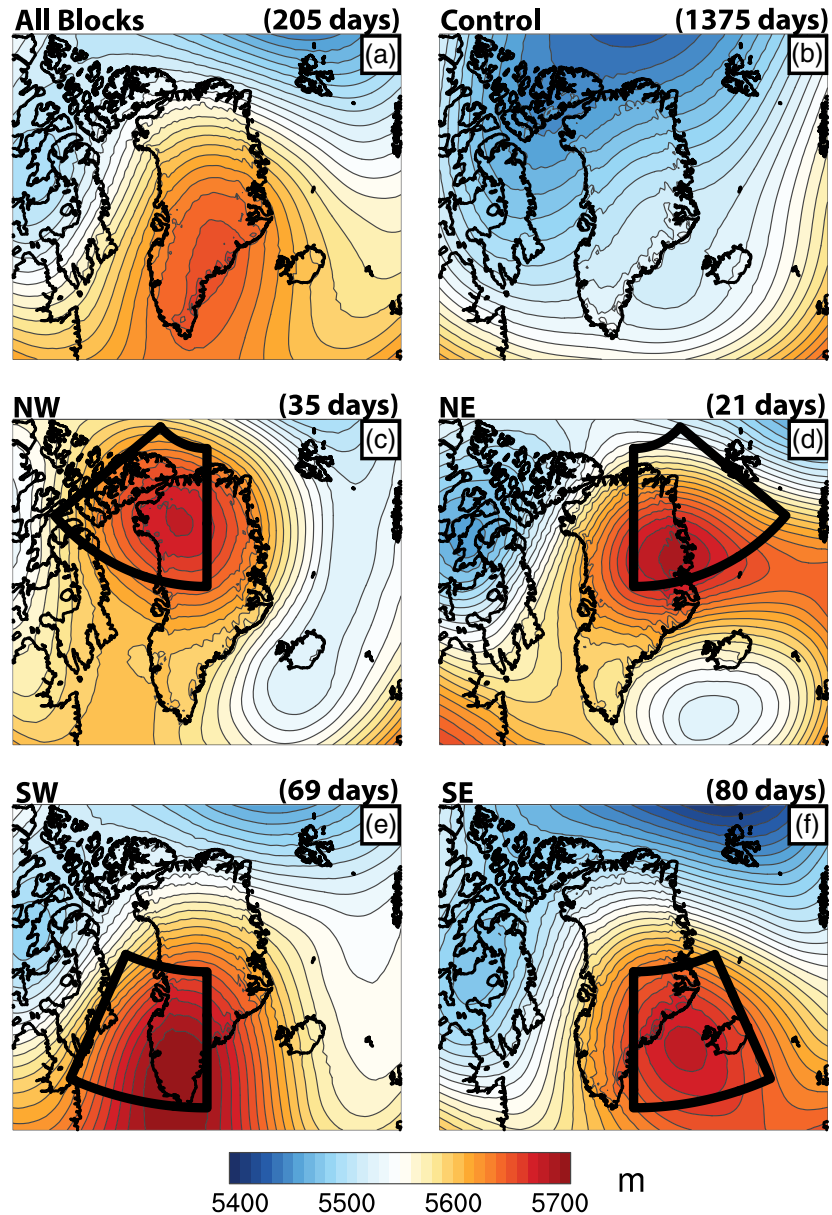 All Blocks (205 days) Control (1375 days)
(a) (b)
NW (35 days) NE (21 days)
(c) (d)
SW (69 days) SE (80 days)
(e) (f)
5400 5500 5600 5700 m